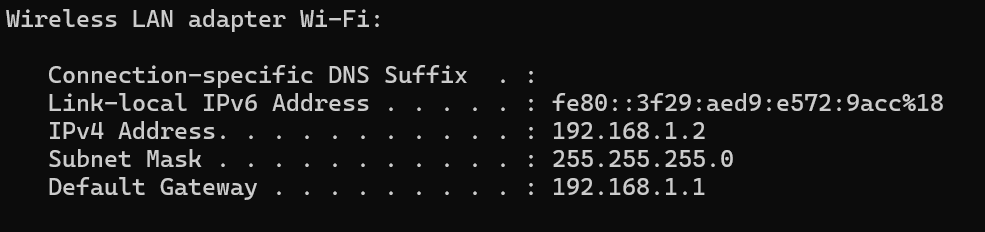 Wireless LAN adapter Wi-Fi:
Connection-specific DNS Suffix  . :
Link-local IPv6 Address . . . . . : fe80::3f29:aed9:e572:9acc%18
IPv4 Address. . . . . . . . . . . : 192.168.1.2
Subnet Mask . . . . . . . . . . . : 255.255.255.0
Default Gateway . . . . . . . . . : 192.168.1.1